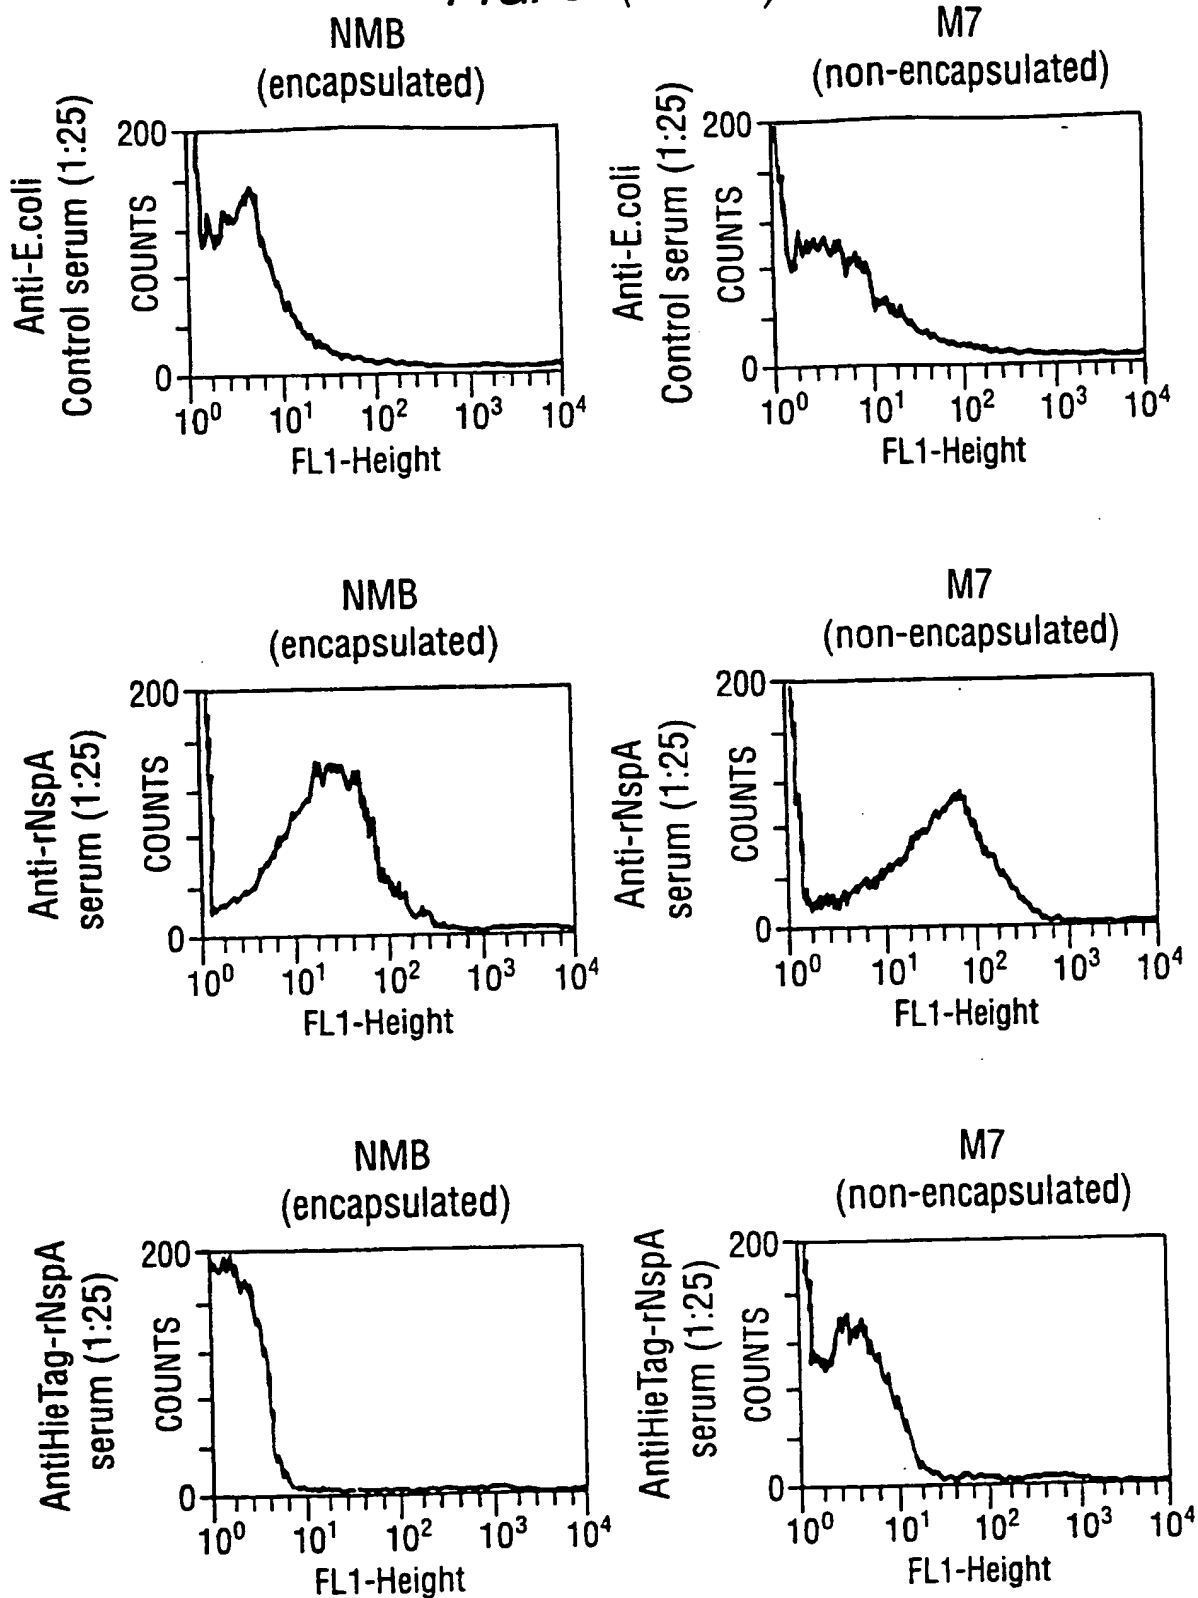 NMB
(encapsulated)
M7
(non-encapsulated)
Anti-E.coli
Control serum (1:25)
COUNTS
200
0
10⁰ 10¹ 10² 10³ 10⁴
FL1-Height
Anti-E.coli
Control serum (1:25)
COUNTS
200
0
10⁰ 10¹ 10² 10³ 10⁴
FL1-Height
NMB
(encapsulated)
M7
(non-encapsulated)
Anti-rNspA
serum (1:25)
COUNTS
200
0
10⁰ 10¹ 10² 10³ 10⁴
FL1-Height
Anti-rNspA
serum (1:25)
COUNTS
200
0
10⁰ 10¹ 10² 10³ 10⁴
FL1-Height
NMB
(encapsulated)
M7
(non-encapsulated)
AntiHieTag-rNspA
serum (1:25)
COUNTS
200
0
10⁰ 10¹ 10² 10³ 10⁴
FL1-Height
AntiHieTag-rNspA
serum (1:25)
COUNTS
200
0
10⁰ 10¹ 10² 10³ 10⁴
FL1-Height